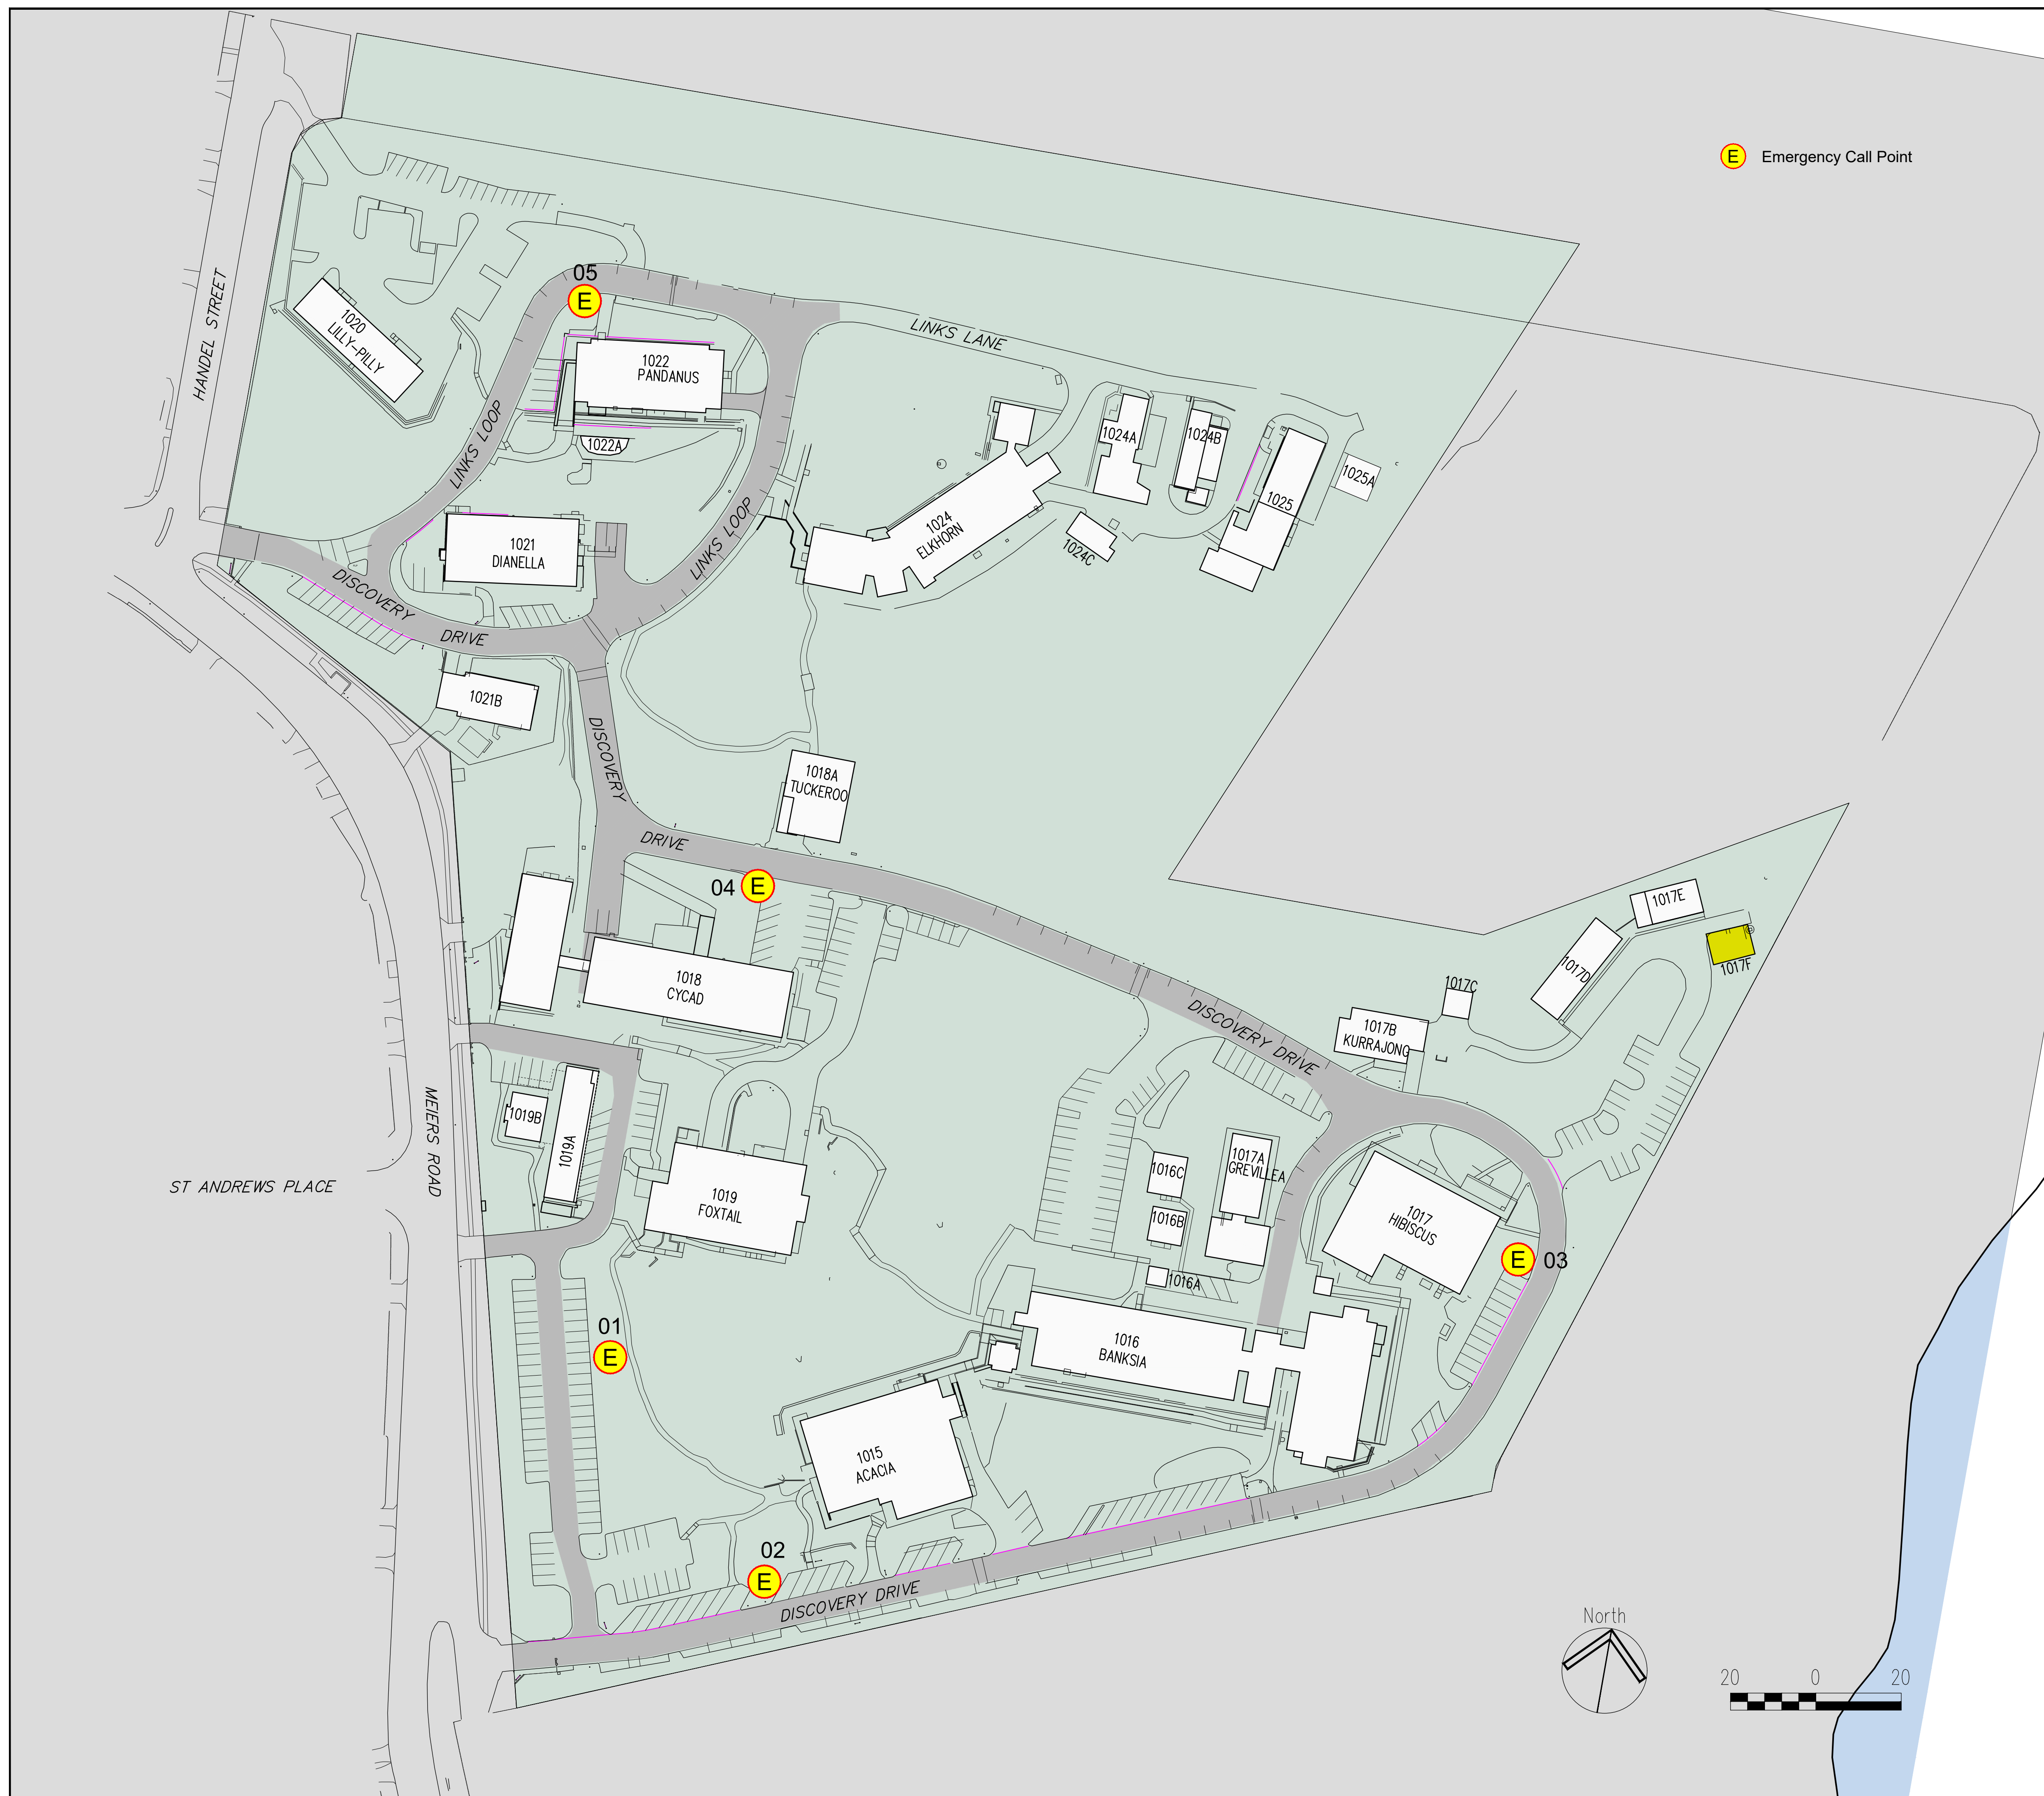 E Emergency Call Point
HANDEL STREET
05
E
1020
LILLY-PILLY
1022
PANDANUS
1022A
LINKS LANE
LINKS LOOP
LINKS LOOP
1024A
1024B
1025
1025A
1024
ELKHORN
1024C
1021
DIANELLA
DISCOVERY
DRIVE
1021B
DISCOVERY
DRIVE
1018A
TUCKEROO
04
E
1017E
1017D
1017F
1018
CYCAD
1017C
1017B
KURRAJONG
DISCOVERY DRIVE
MEIERS ROAD
ST ANDREWS PLACE
1019B
1019A
1019
FOXTAIL
1016C
1016B
1016A
1017A
GREVILLEA
1017
HIBISCUS
E
03
01
E
1016
BANKSIA
1015
ACACIA
02
E
DISCOVERY DRIVE
North
20 0 20